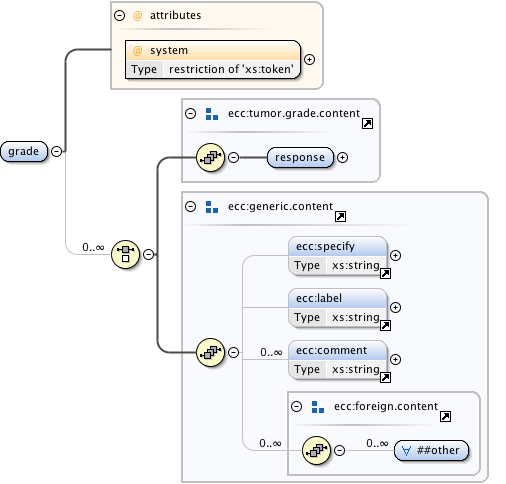 @ attributes
@ system
Type restriction of 'xs:token'
ecc:tumor.grade.content
grade
response
ecc:generic.content
0..∞
ecc:specify
Type xs:string
ecc:label
Type xs:string
0..∞ ecc:comment
Type xs:string
ecc:foreign.content
0..∞ 0..∞ ∀ ##other